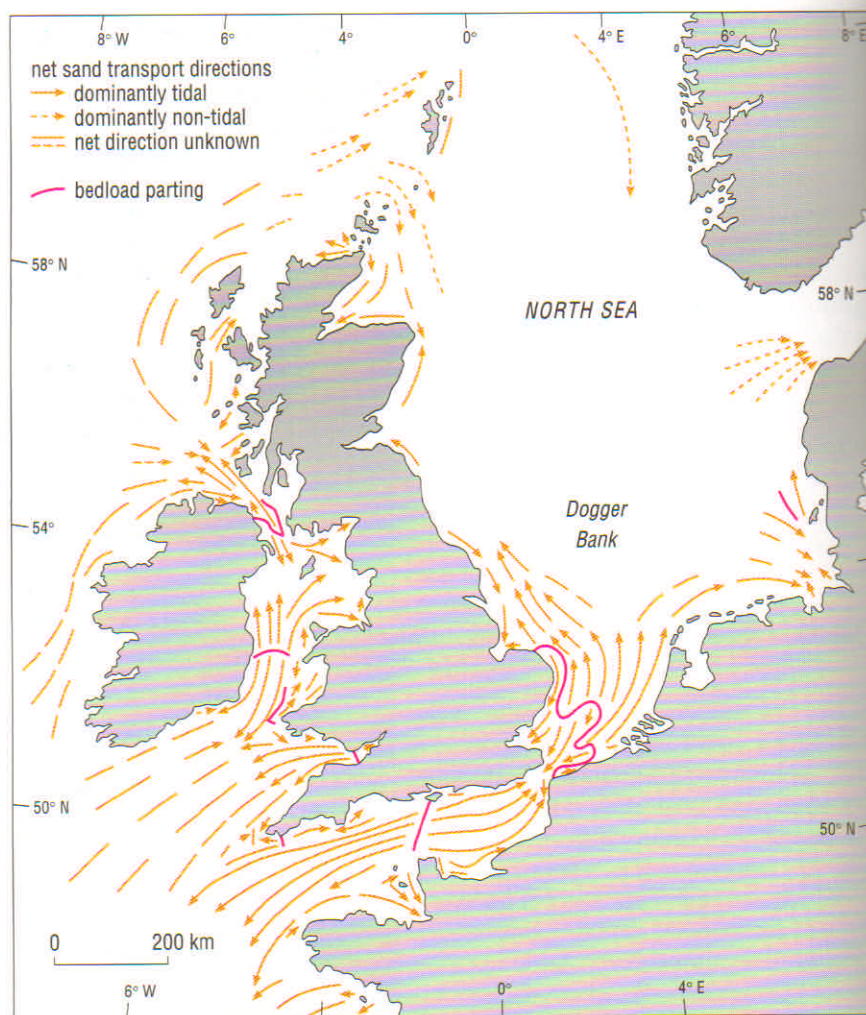 8° W 6° 4° 0° 4° E 6° 8° E
net sand transport directions
dominantly tidal
dominantly non-tidal
net direction unknown
bedload parting
58° N
58° N
NORTH SEA
54°
Dogger
Bank
50° N
50° N
0 200 km
6° W 0° 4° E